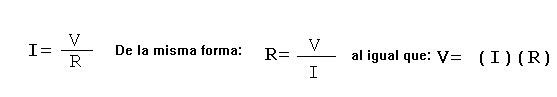 I= V/R De la misma forma: R= V/I al igual que: V= (I)(R)